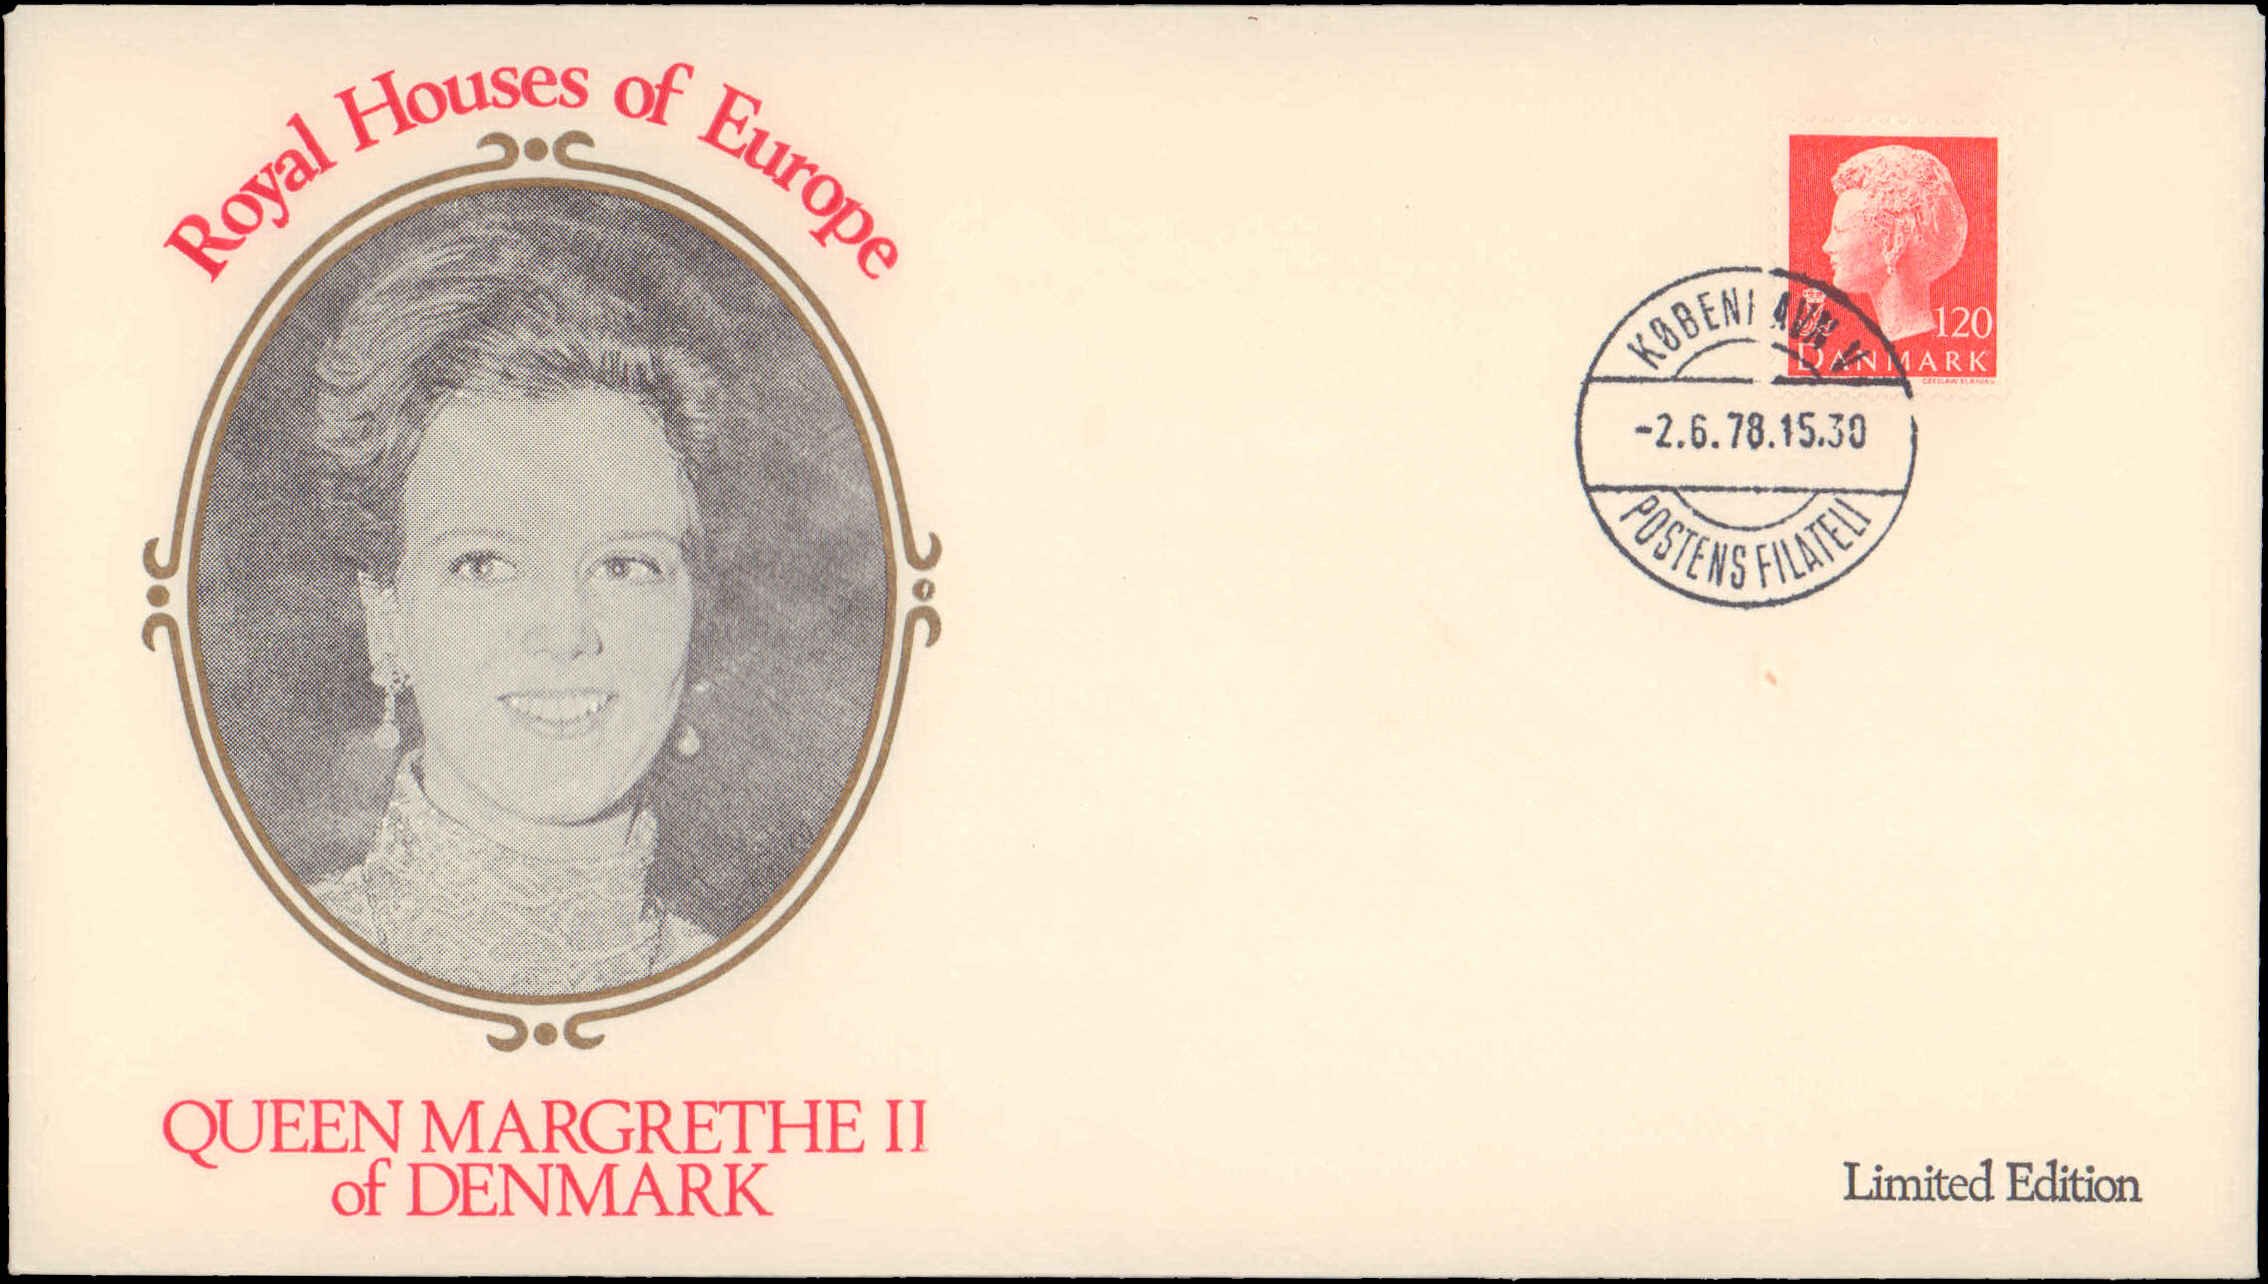 Royal Houses of Europe
120
DANMARK
KØBENHAVN V
-2.6.78.15.30
POSTENS FILATELI
QUEEN MARGRETHE II
of DENMARK
Limited Edition